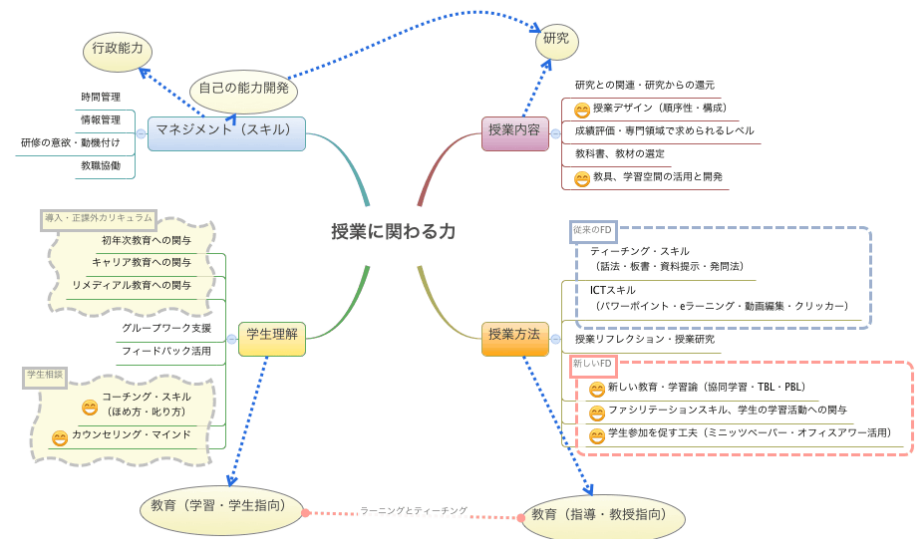 行政能力
研究
自己の能力開発
時間管理
情報管理
研修の意欲・動機付け
教職協働
マネジメント（スキル）
授業内容
研究との関連・研究からの還元
授業デザイン（順序性・構成）
成績評価・専門領域で求められるレベル
教科書、教材の選定
教具、学習空間の活用と開発
授業に関わる力
導入・正課外カリキュラム
初年次教育への関与
キャリア教育への関与
リメディアル教育への関与
グループワーク支援
フィードバック活用
学生理解
学生相談
コーチング・スキル
（ほめ方・叱り方）
カウンセリング・マインド
従来のFD
ティーチング・スキル
（話法・板書・資料提示・発問法）
ICTスキル
（パワーポイント・eラーニング・動画編集・クリッカー）
授業方法
授業リフレクション・授業研究
新しいFD
新しい教育・学習論（協同学習・TBL・PBL）
ファシリテーションスキル、学生の学習活動への関与
学生参加を促す工夫（ミニッツペーパー・オフィスアワー活用）
教育（学習・学生指向）
ラーニングとティーチング
教育（指導・教授指向）